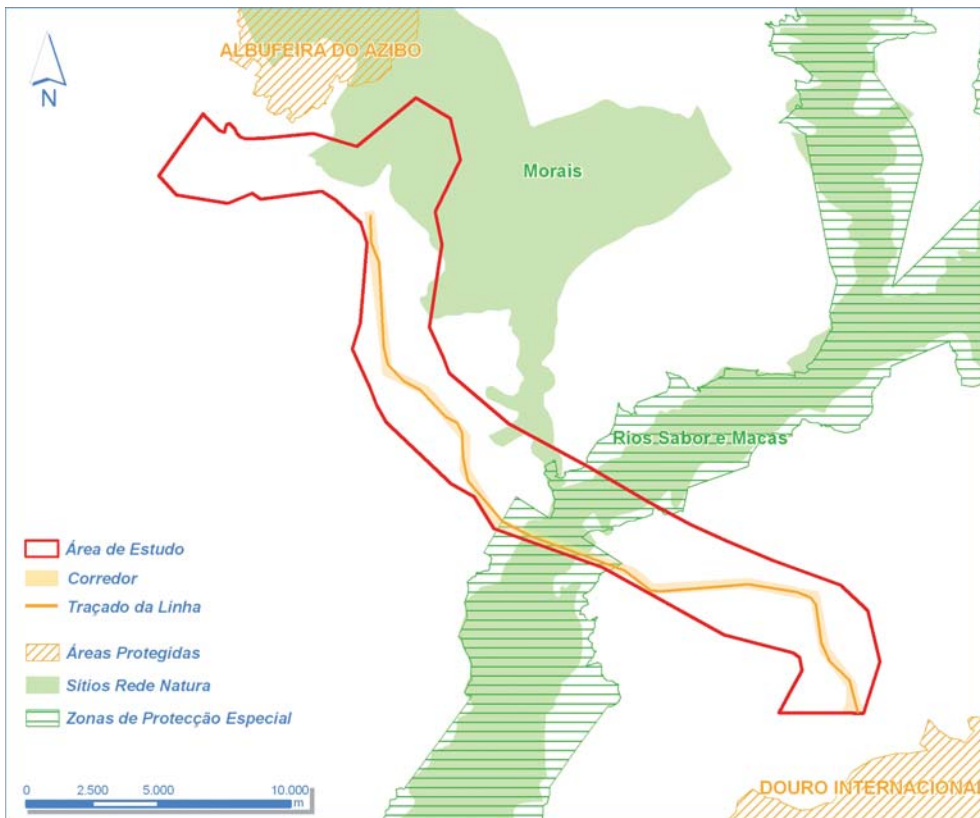 ALBUFEIRA DO AZIBO
N
Morais
Rios Sabor e Maças
Área de Estudo
Corredor
Traçado da Linha
Áreas Protegidas
Sítios Rede Natura
Zonas de Protecção Especial
0 2.500 5.000 10.000
m
DOURO INTERNACIONAL